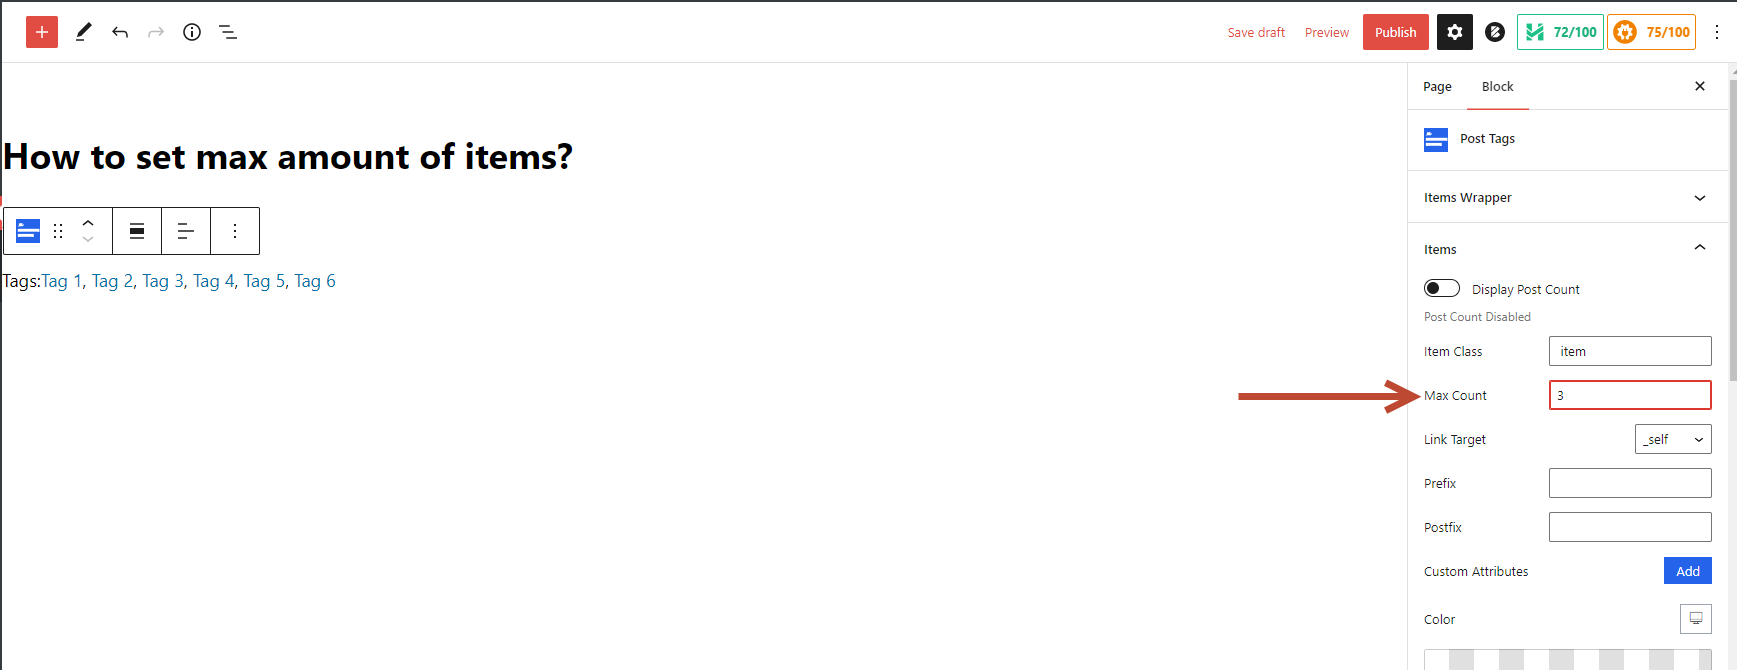 Save draft Preview Publish 72/100 75/100
Page Block
Post Tags
How to set max amount of items?
Items Wrapper
Items
Tags:Tag 1, Tag 2, Tag 3, Tag 4, Tag 5, Tag 6
Display Post Count
Post Count Disabled
Item Class item
Max Count 3
Link Target _self
Prefix
Postfix
Custom Attributes Add
Color